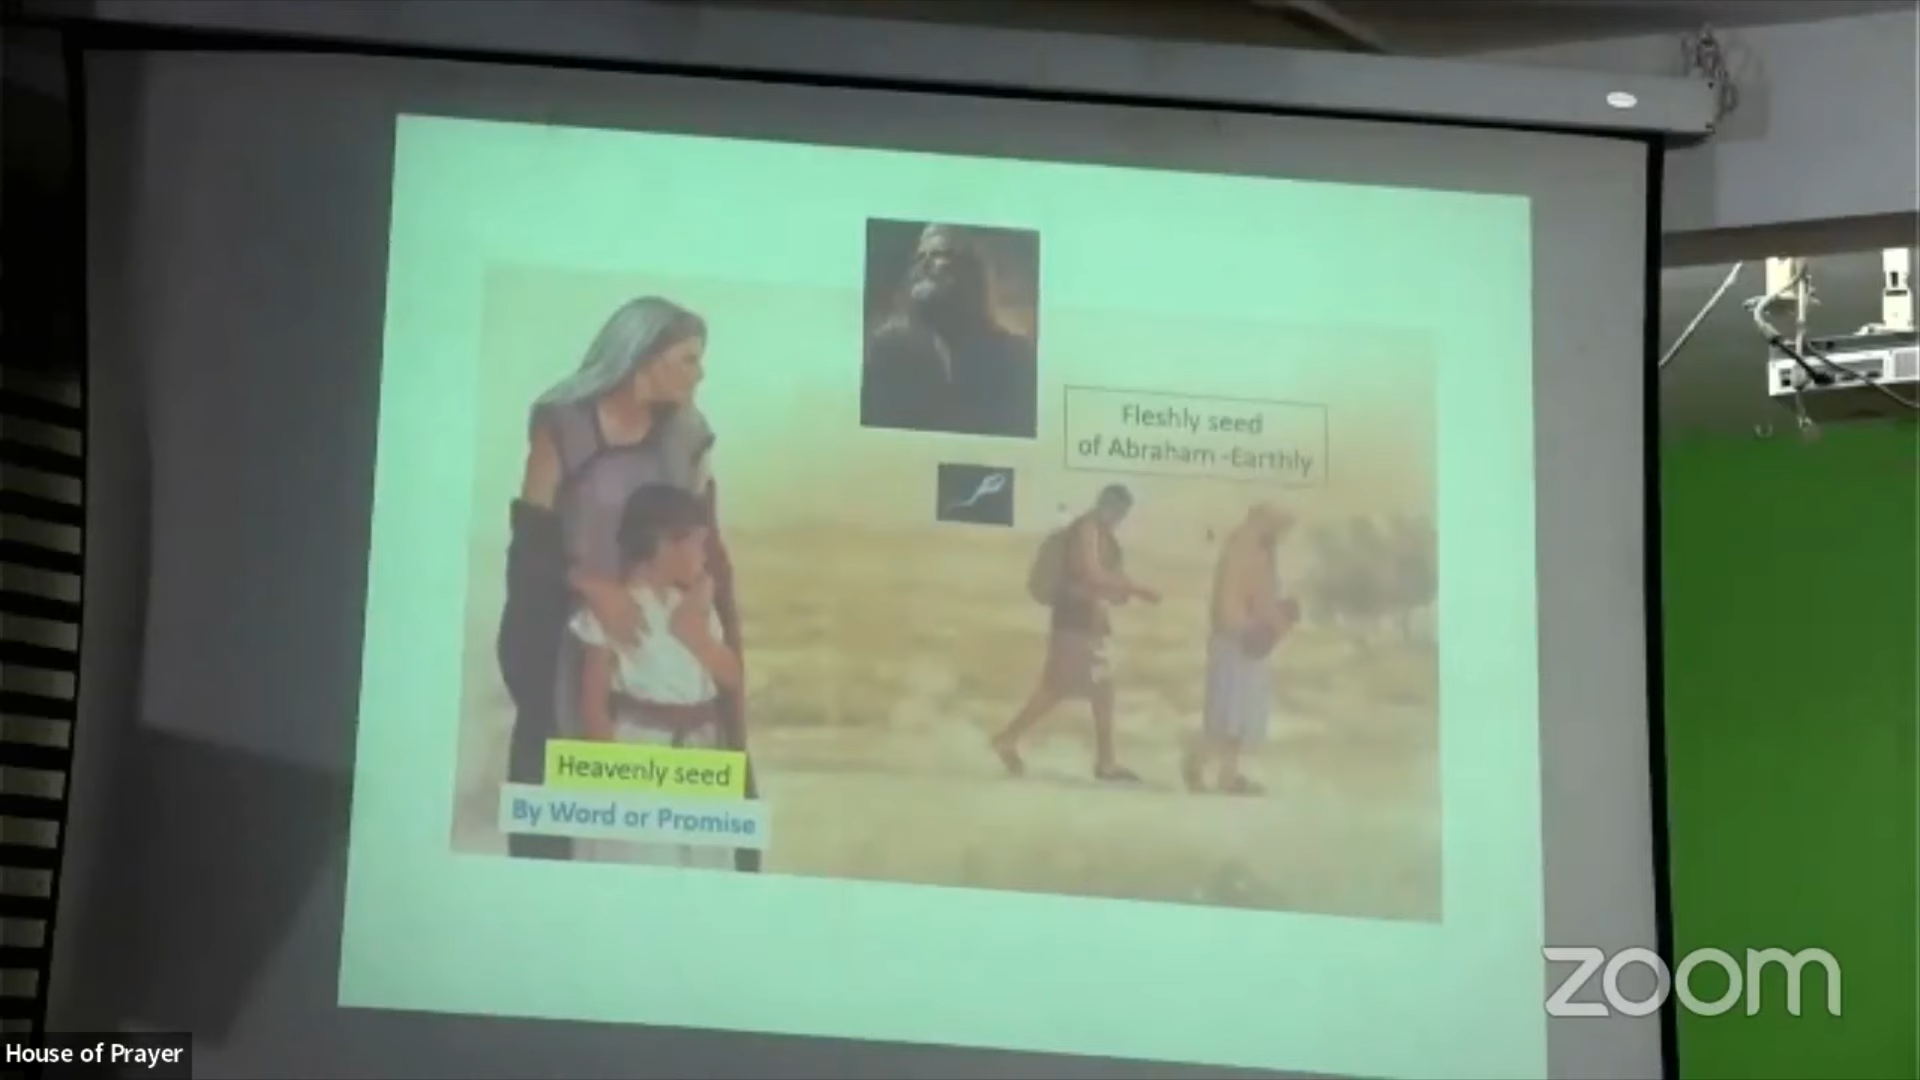 Fleshly seed
of Abraham -Earthly
Heavenly seed
By Word or Promise
zoom
House of Prayer